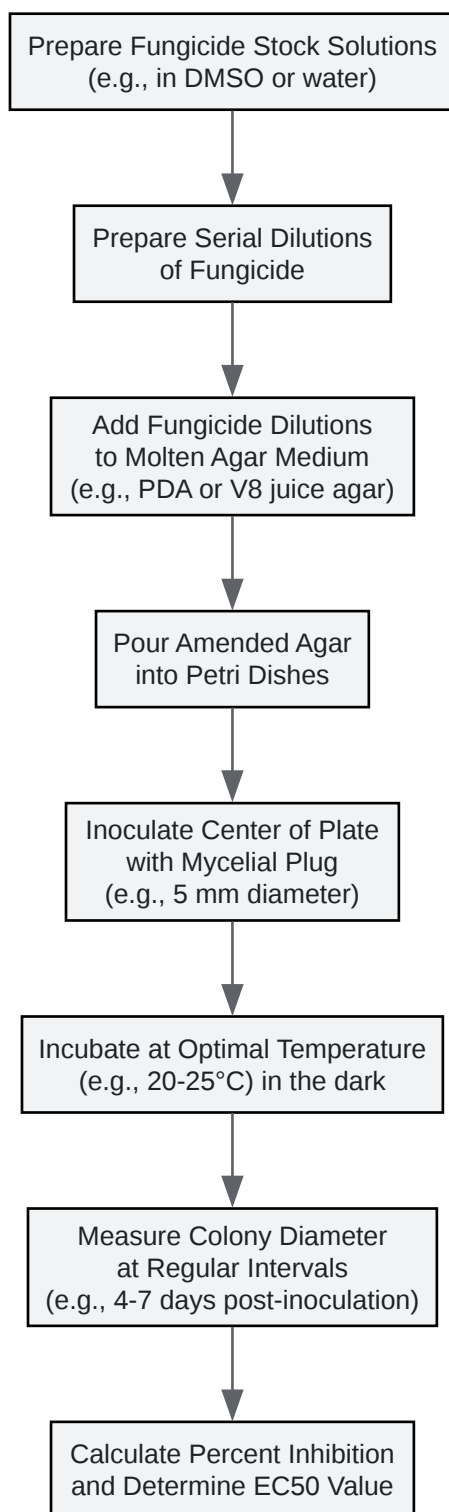 Prepare Fungicide Stock Solutions
(e.g., in DMSO or water)
Prepare Serial Dilutions
of Fungicide
Add Fungicide Dilutions
to Molten Agar Medium
(e.g., PDA or V8 juice agar)
Pour Amended Agar
into Petri Dishes
Inoculate Center of Plate
with Mycelial Plug
(e.g., 5 mm diameter)
Incubate at Optimal Temperature
(e.g., 20-25°C) in the dark
Measure Colony Diameter
at Regular Intervals
(e.g., 4-7 days post-inoculation)
Calculate Percent Inhibition
and Determine EC50 Value